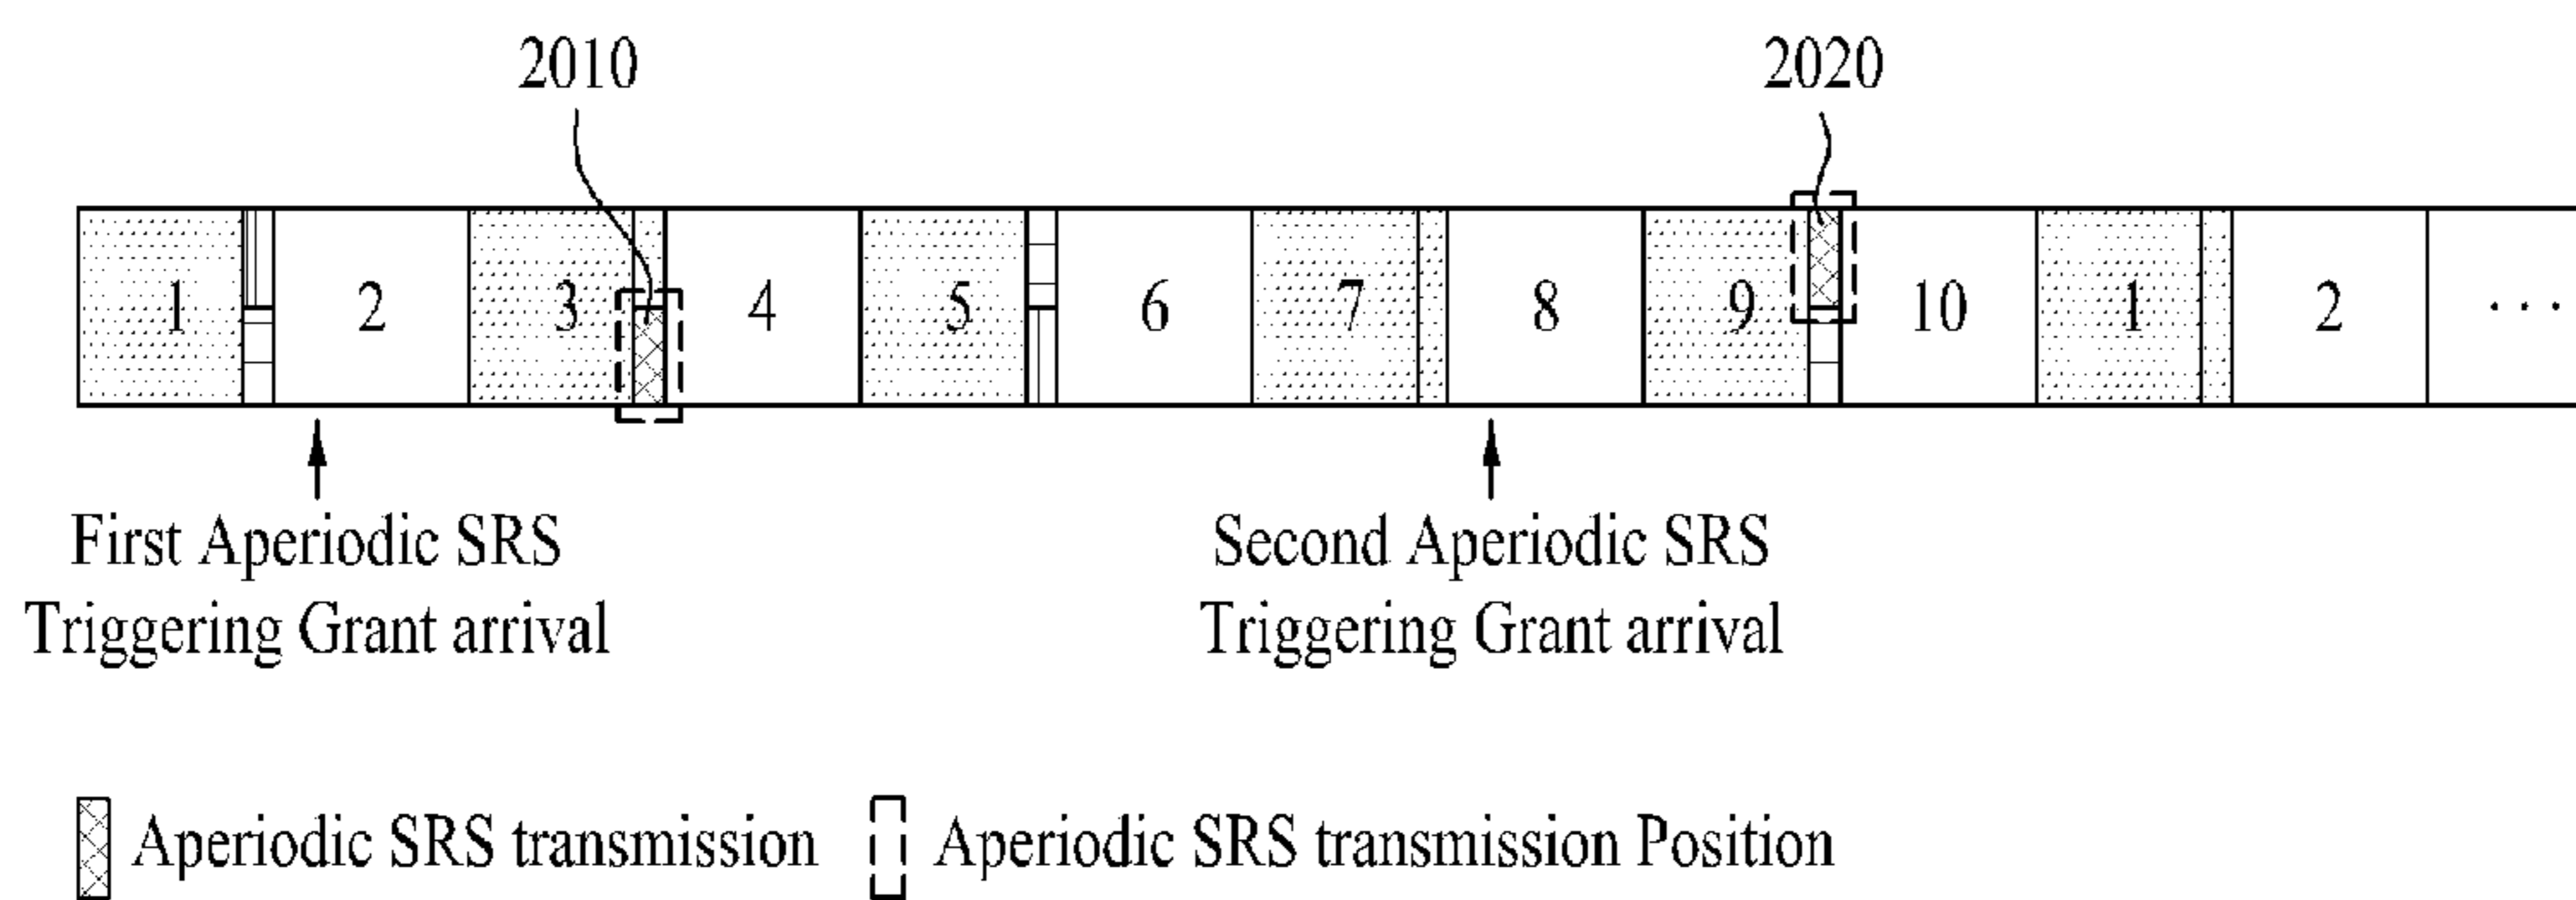 2010 2020
1 2 3 4 5 6 7 8 9 10 1 2 ...
First Aperiodic SRS
Triggering Grant arrival
Second Aperiodic SRS
Triggering Grant arrival
Aperiodic SRS transmission
Aperiodic SRS transmission Position